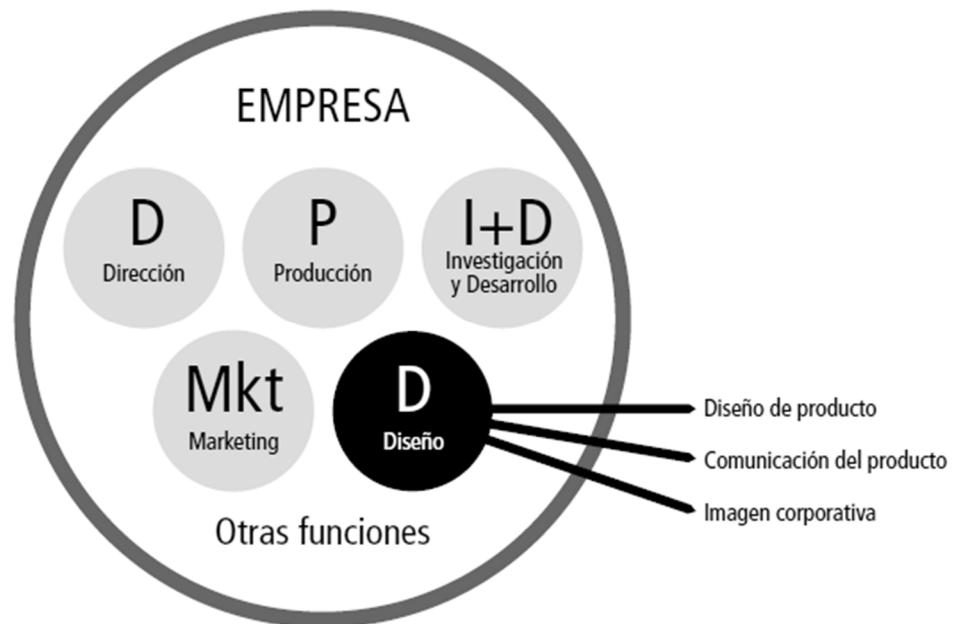 EMPRESA
D
Dirección
P
Producción
I+D
Investigación
y Desarrollo
Mkt
Marketing
D
Diseño
Diseño de producto
Comunicación del producto
Imagen corporativa
Otras funciones